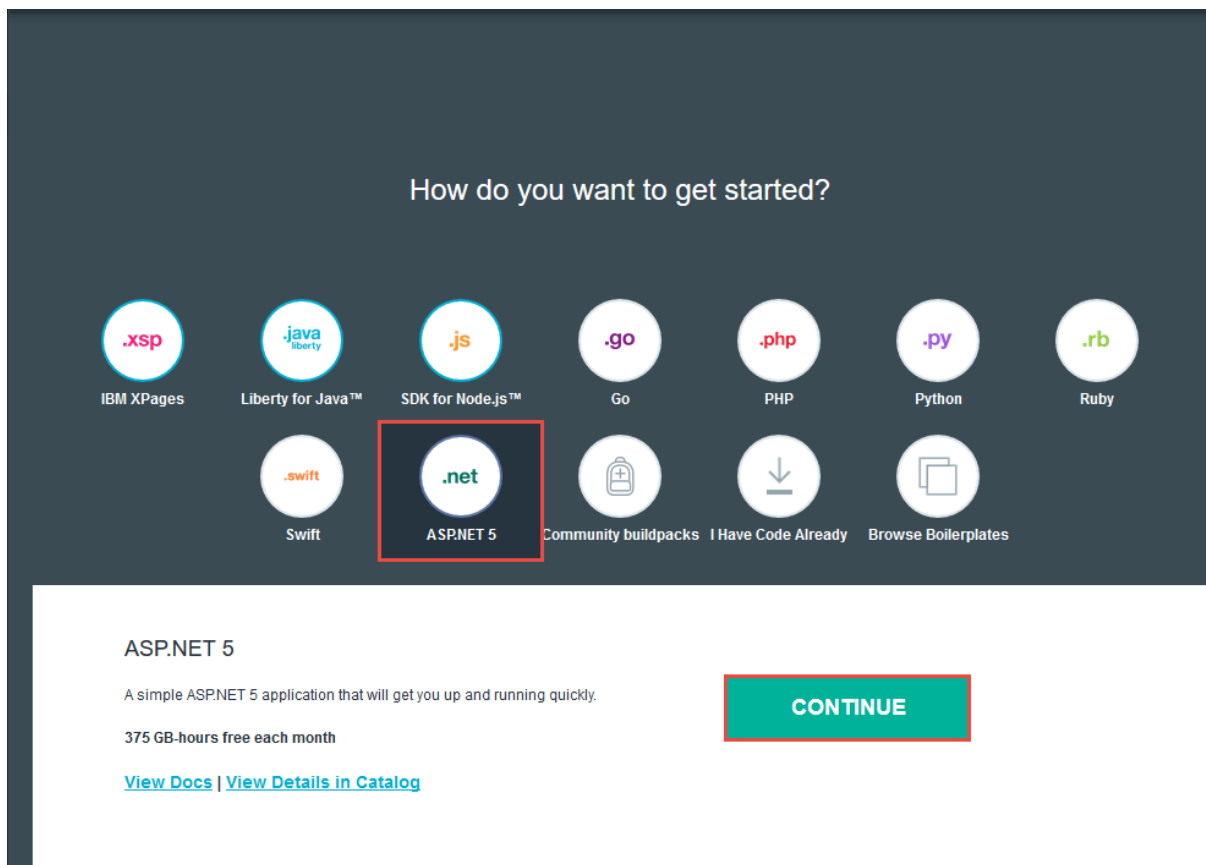 How do you want to get started?
.xsp
.java
liberty
.js
.go
.php
.py
.rb
IBM XPages
Liberty for Java™
SDK for Node.js™
Go
PHP
Python
Ruby
.swift
.net
Swift
ASP.NET 5
Community buildpacks
I Have Code Already
Browse Boilerplates
ASP.NET 5
A simple ASP.NET 5 application that will get you up and running quickly.
CONTINUE
375 GB-hours free each month
View Docs | View Details in Catalog